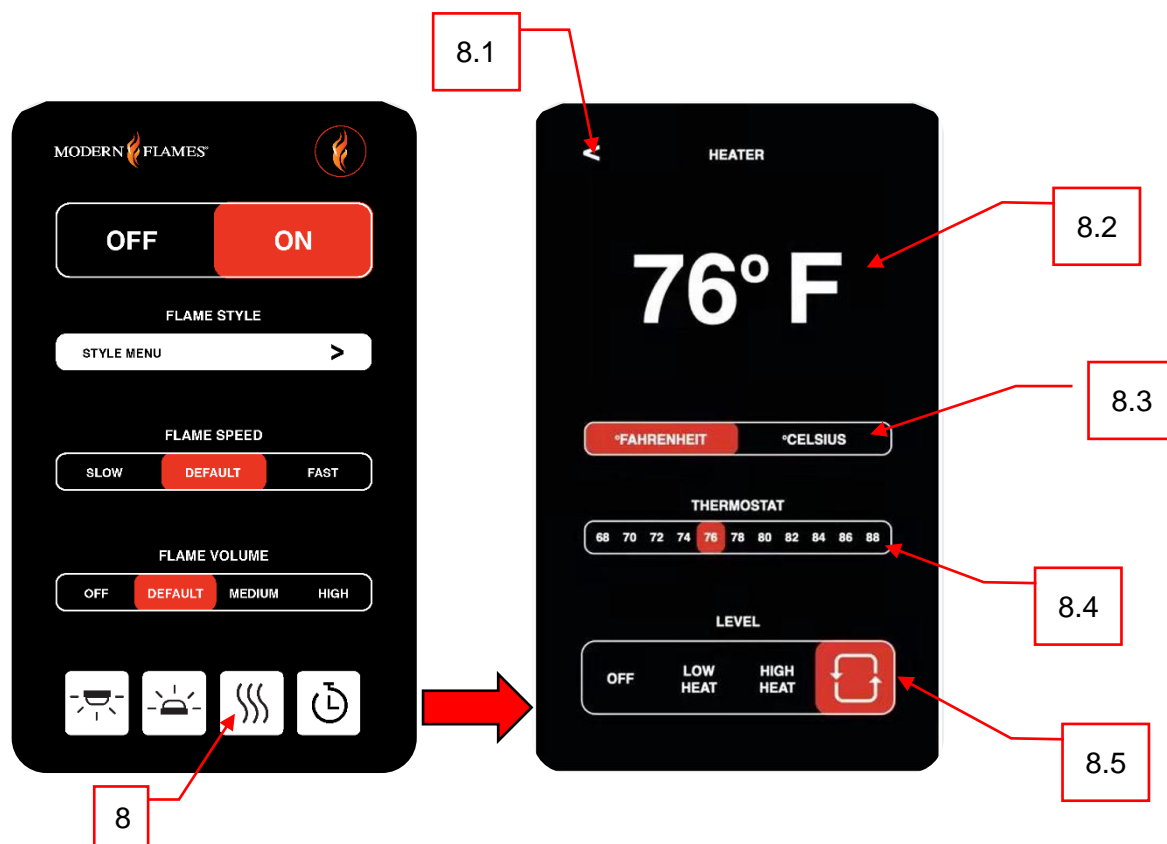 8.1
MODERN FLAMES®
OFF ON
FLAME STYLE
STYLE MENU >
FLAME SPEED
SLOW DEFAULT FAST
FLAME VOLUME
OFF DEFAULT MEDIUM HIGH
8
< HEATER
76° F
8.2
°FAHRENHEIT °CELSIUS
8.3
THERMOSTAT
68 70 72 74 76 78 80 82 84 86 88
8.4
LEVEL
OFF LOW HEAT HIGH HEAT
8.5